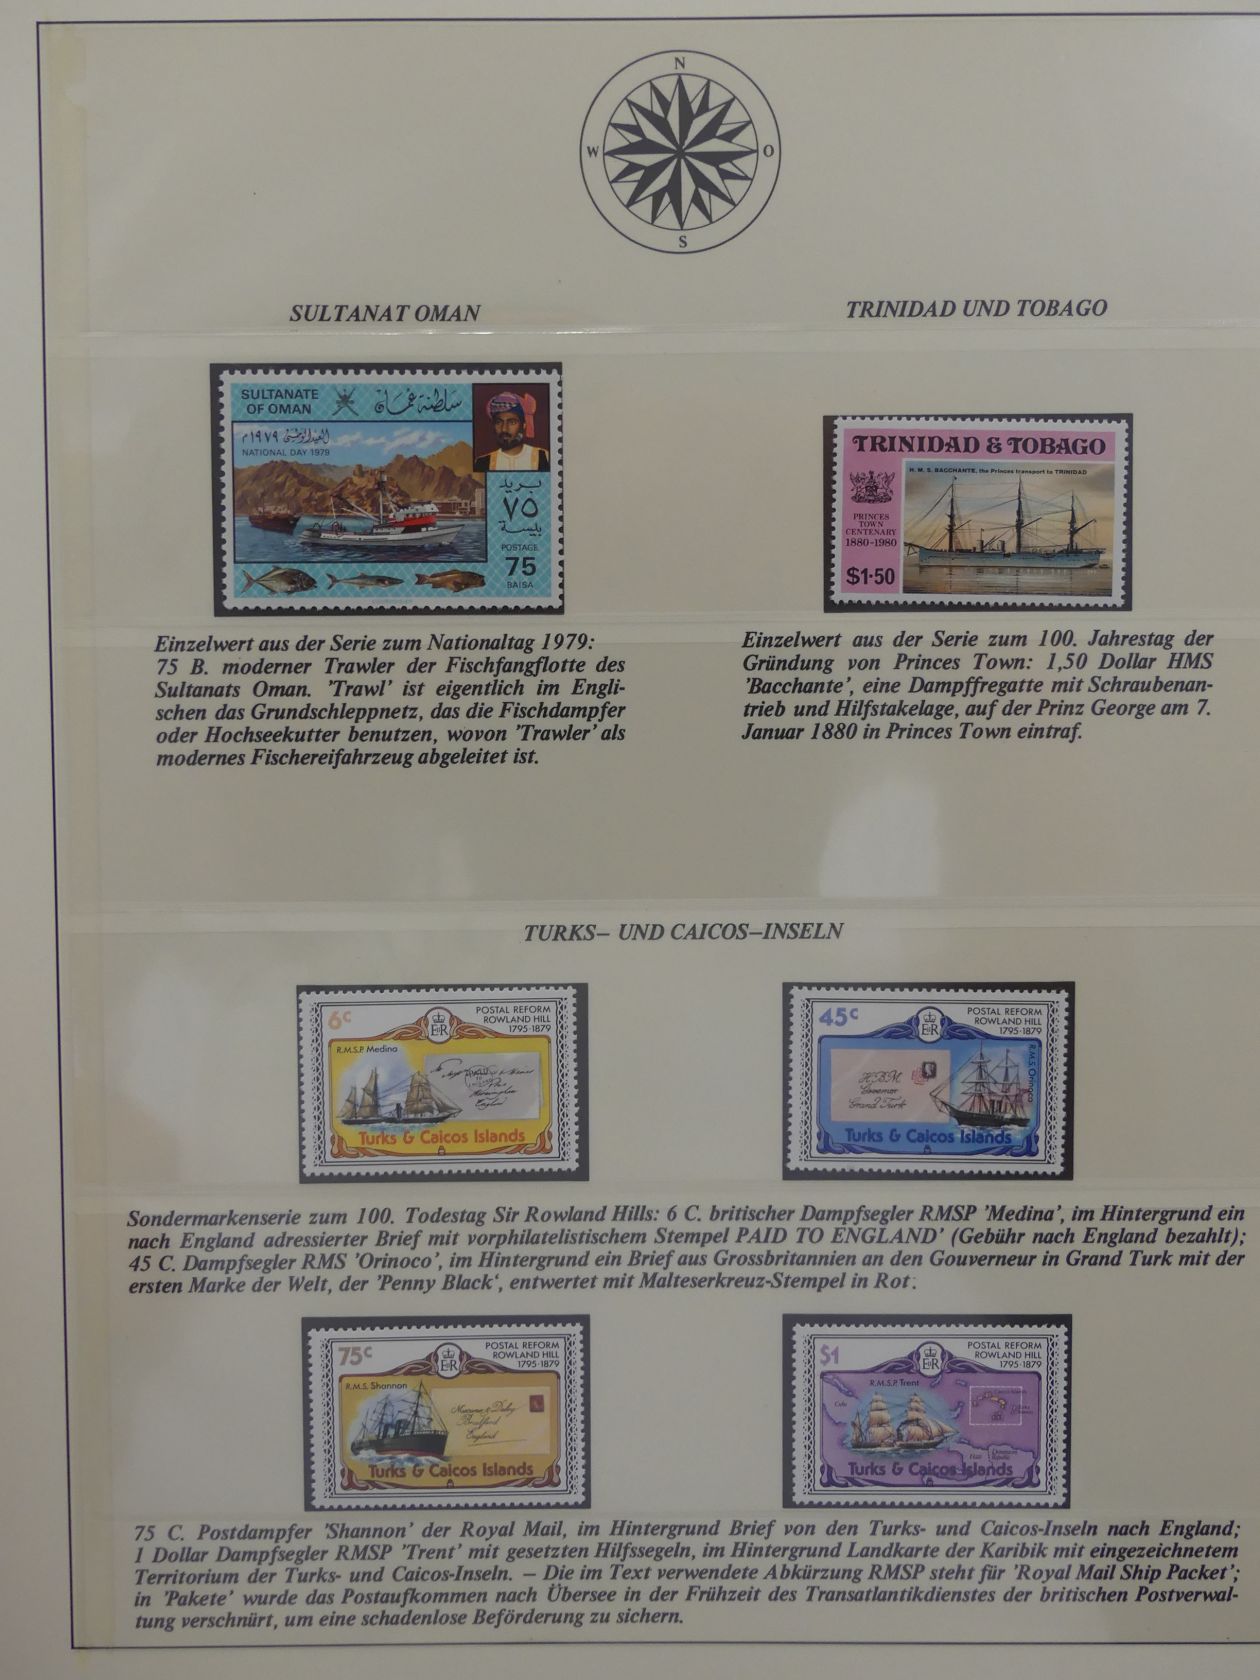 N
W O
S
SULTANAT OMAN
SULTANATE
OF OMAN
سلطنة عمان
العيد الوطني ١٩٧٩م
NATIONAL DAY 1979
بريد
٧٥
بيسة
POSTAGE
75
BAISA
Einzelwert aus der Serie zum Nationaltag 1979:
75 B. moderner Trawler der Fischfangflotte des
Sultanats Oman. 'Trawl' ist eigentlich im Engli-
schen das Grundschleppnetz, das die Fischdampfer
oder Hochseekutter benutzen, wovon 'Trawler' als
modernes Fischereifahrzeug abgeleitet ist.
TRINIDAD UND TOBAGO
TRINIDAD & TOBAGO
H.M.S. BACCHANTE, the Princes transport to TRINIDAD
PRINCES
TOWN
CENTENARY
1880-1980
$1·50
Einzelwert aus der Serie zum 100. Jahrestag der
Gründung von Princes Town: 1,50 Dollar HMS
'Bacchante', eine Dampffregatte mit Schraubenan-
trieb und Hilfstakelage, auf der Prinz George am 7.
Januar 1880 in Princes Town eintraf.
TURKS– UND CAICOS–INSELN
6c
EIIR
POSTAL REFORM
ROWLAND HILL
1795-1879
R.M.S.P. Medina
England
Turks & Caicos Islands
45c
EIIR
POSTAL REFORM
ROWLAND HILL
1795-1879
R.M.S. Orinoco
H.B.M
Governor
Grand Turk
Turks & Caicos Islands
Sondermarkenserie zum 100. Todestag Sir Rowland Hills: 6 C. britischer Dampfsegler RMSP 'Medina', im Hintergrund ein
nach England adressierter Brief mit vorphilatelistischem Stempel PAID TO ENGLAND' (Gebühr nach England bezahlt);
45 C. Dampfsegler RMS 'Orinoco', im Hintergrund ein Brief aus Grossbritannien an den Gouverneur in Grand Turk mit der
ersten Marke der Welt, der 'Penny Black', entwertet mit Malteserkreuz-Stempel in Rot.
75c
EIIR
POSTAL REFORM
ROWLAND HILL
1795-1879
R.M.S. Shannon
Bradford
England
Turks & Caicos Islands
$1
EIIR
POSTAL REFORM
ROWLAND HILL
1795-1879
R.M.S.P. Trent
Cuba
Haiti
Dominican
Republic
Turks & Caicos Islands
75 C. Postdampfer 'Shannon' der Royal Mail, im Hintergrund Brief von den Turks- und Caicos-Inseln nach England;
1 Dollar Dampfsegler RMSP 'Trent' mit gesetzten Hilfssegeln, im Hintergrund Landkarte der Karibik mit eingezeichnetem
Territorium der Turks- und Caicos-Inseln. – Die im Text verwendete Abkürzung RMSP steht für 'Royal Mail Ship Packet';
in 'Pakete' wurde das Postaufkommen nach Übersee in der Frühzeit des Transatlantikdienstes der britischen Postverwal-
tung verschnürt, um eine schadenlose Beförderung zu sichern.